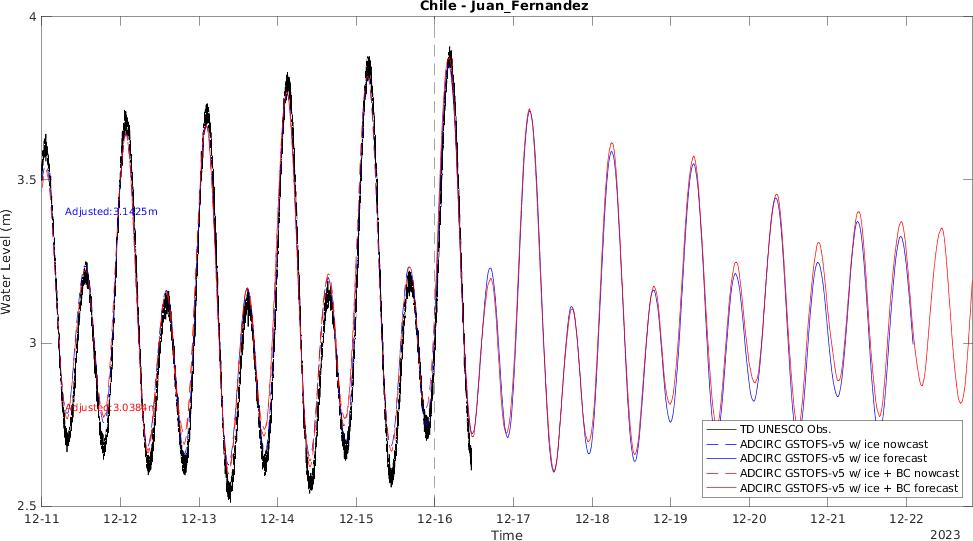 Chile - Juan_Fernandez
4
3.5
3
2.5
Water Level (m)
Adjusted:3.1425m
Adjusted:3.0384m
TD UNESCO Obs.
ADCIRC GSTOFS-v5 w/ ice nowcast
ADCIRC GSTOFS-v5 w/ ice forecast
ADCIRC GSTOFS-v5 w/ ice + BC nowcast
ADCIRC GSTOFS-v5 w/ ice + BC forecast
12-11 12-12 12-13 12-14 12-15 12-16 12-17 12-18 12-19 12-20 12-21 12-22
Time
2023